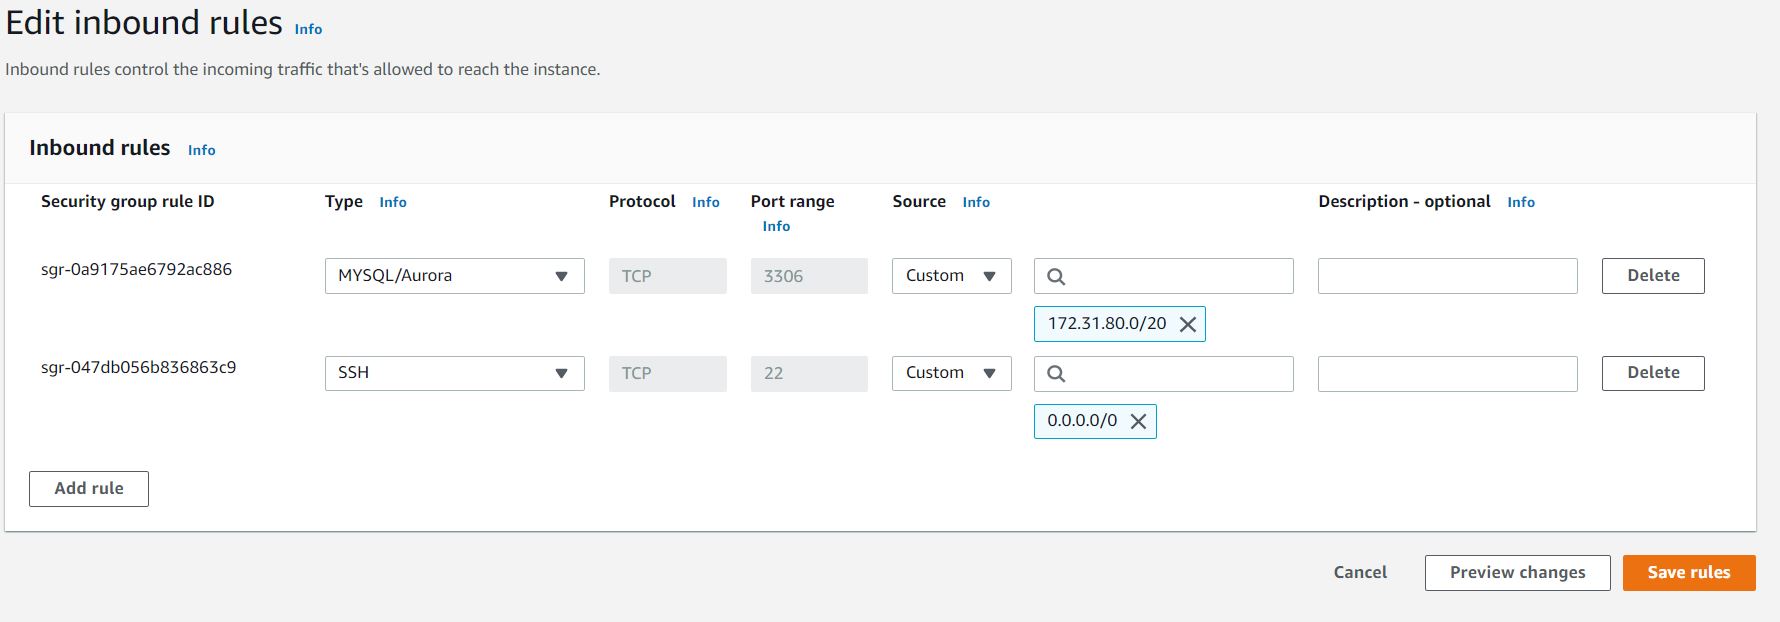 Edit inbound rules Info
Inbound rules control the incoming traffic that's allowed to reach the instance.
Inbound rules Info
Security group rule ID Type Info Protocol Info Port range Info Source Info Description - optional Info
sgr-0a9175ae6792ac886 MYSQL/Aurora TCP 3306 Custom Delete
172.31.80.0/20
sgr-047db056b836863c9 SSH TCP 22 Custom Delete
0.0.0.0/0
Add rule
Cancel Preview changes Save rules